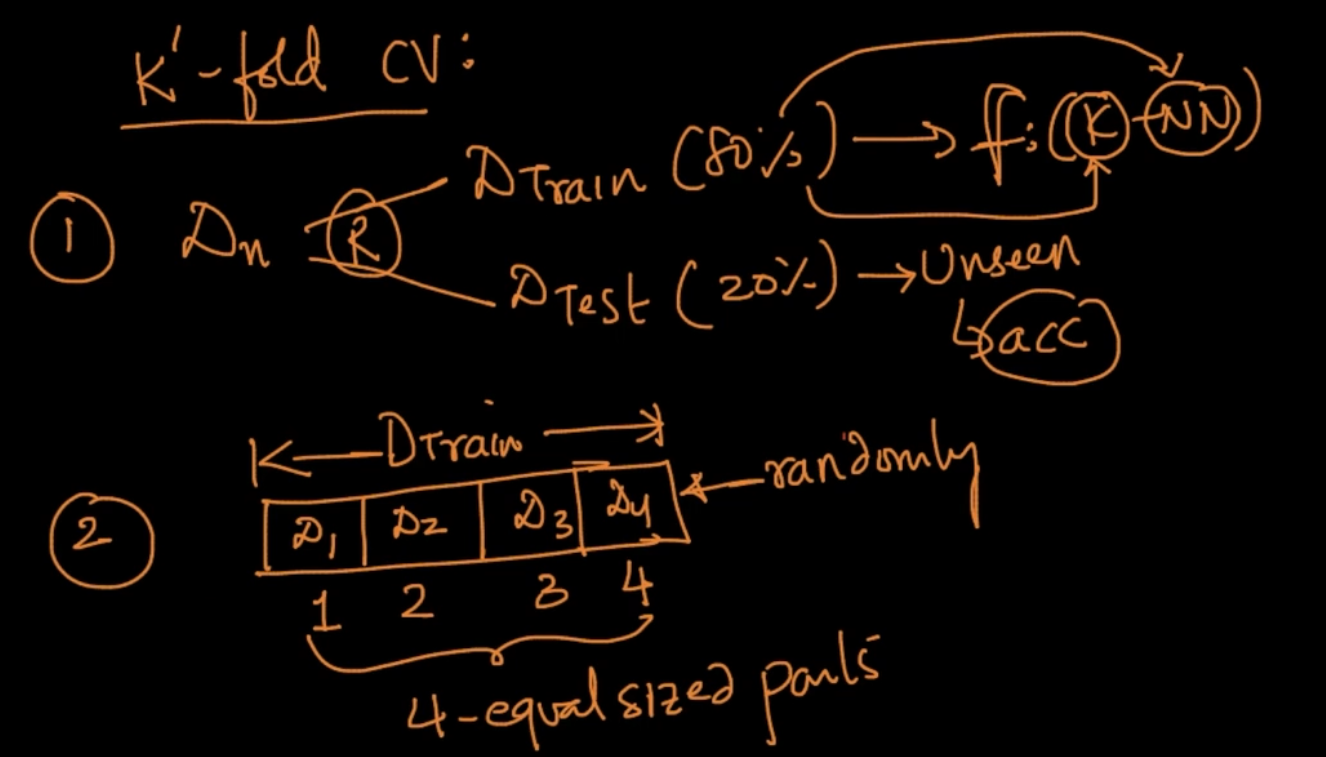 K'-fold CV:
DTrain (80%) → f: (K-NN)
1 Dn R
DTest (20%) → Unseen
↳ acc
DTrain
2 D1 D2 D3 D4 ← randomly
1 2 3 4
4-equal sized parts